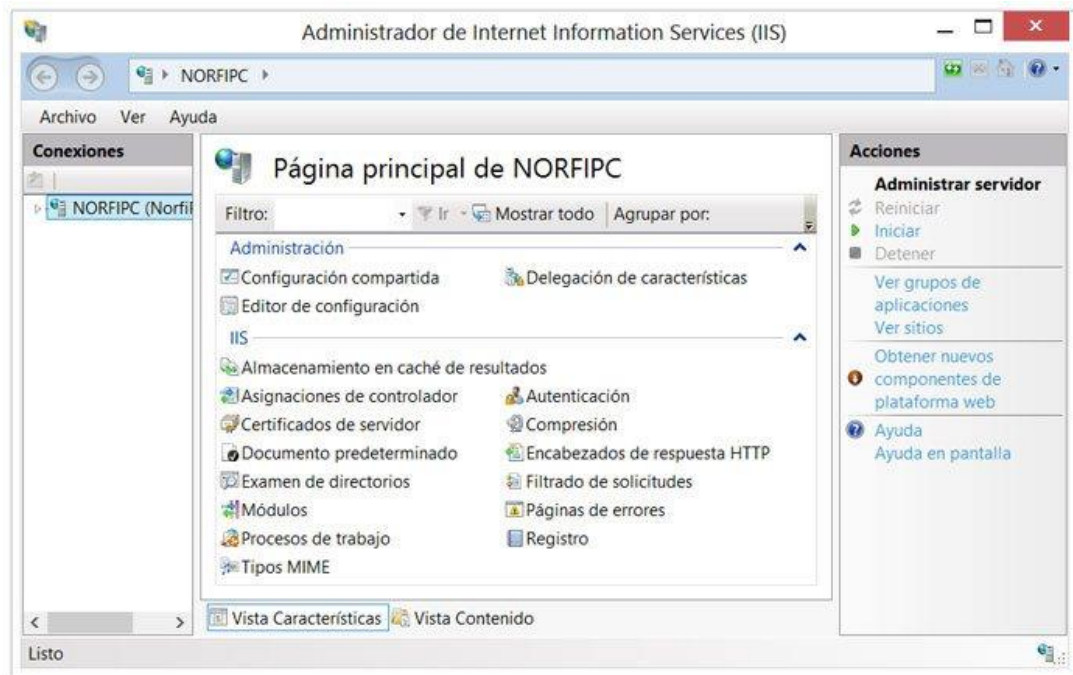 Administrador de Internet Information Services (IIS)
NORFIPC
Archivo Ver Ayuda
Conexiones
NORFIPC (Norfi
Página principal de NORFIPC
Filtro: Ir Mostrar todo Agrupar por:
Administración
Configuración compartida Delegación de características
Editor de configuración
IIS
Almacenamiento en caché de resultados
Asignaciones de controlador Autenticación
Certificados de servidor Compresión
Documento predeterminado Encabezados de respuesta HTTP
Examen de directorios Filtrado de solicitudes
Módulos Páginas de errores
Procesos de trabajo Registro
Tipos MIME
Vista Características Vista Contenido
Acciones
Administrar servidor
Reiniciar
Iniciar
Detener
Ver grupos de
aplicaciones
Ver sitios
Obtener nuevos
componentes de
plataforma web
Ayuda
Ayuda en pantalla
Listo